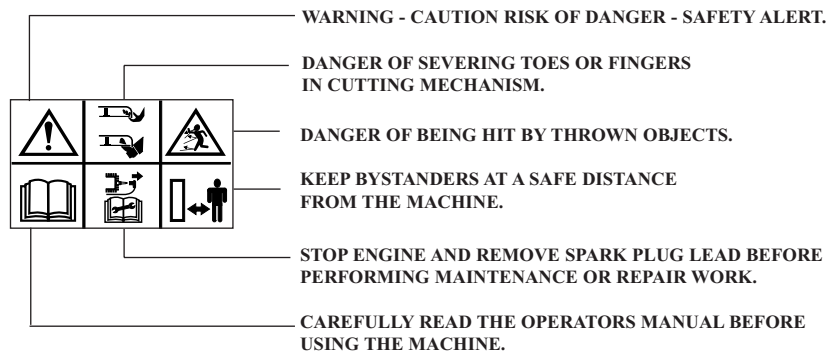 WARNING - CAUTION RISK OF DANGER - SAFETY ALERT.
DANGER OF SEVERING TOES OR FINGERS
IN CUTTING MECHANISM.
DANGER OF BEING HIT BY THROWN OBJECTS.
KEEP BYSTANDERS AT A SAFE DISTANCE
FROM THE MACHINE.
STOP ENGINE AND REMOVE SPARK PLUG LEAD BEFORE
PERFORMING MAINTENANCE OR REPAIR WORK.
CAREFULLY READ THE OPERATORS MANUAL BEFORE
USING THE MACHINE.